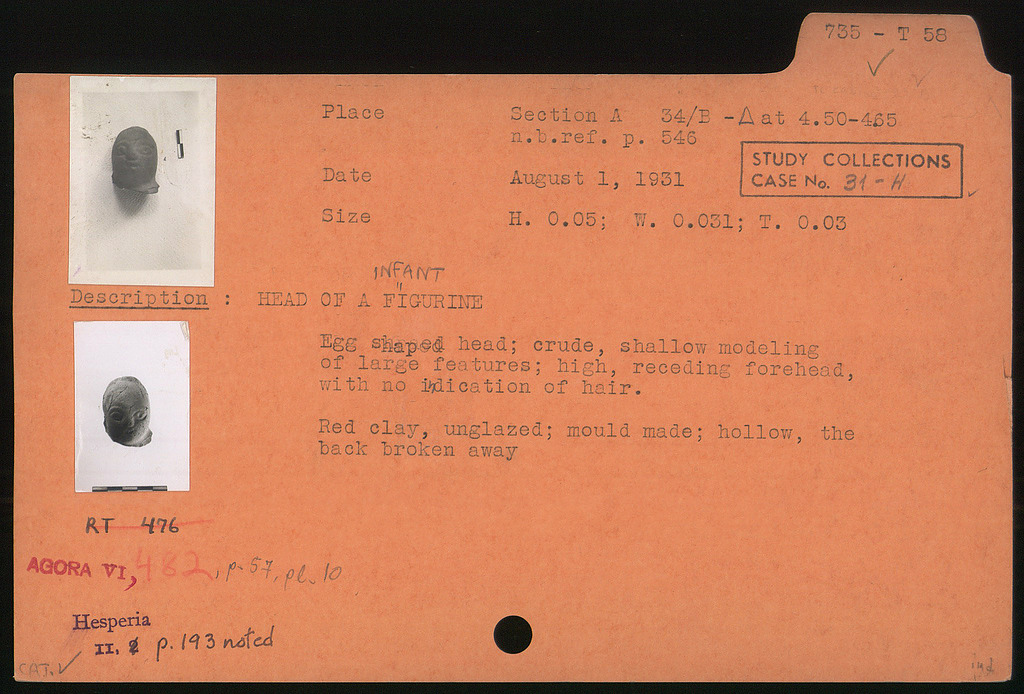 735 - T 58
Place Section A 34/B -Δ at 4.50-4.65
n.b.ref. p. 546
STUDY COLLECTIONS
CASE No. 31-H
Date August 1, 1931
Size H. 0.05; W. 0.031; T. 0.03
INFANT
Description : HEAD OF A FIGURINE
Egg shaped head; crude, shallow modeling
of large features; high, receding forehead,
with no indication of hair.
Red clay, unglazed; mould made; hollow, the
back broken away
RT 476
AGORA VI, 482, p. 57, pl. 10
Hesperia
II. 2 p. 193 noted
CAT. ✓